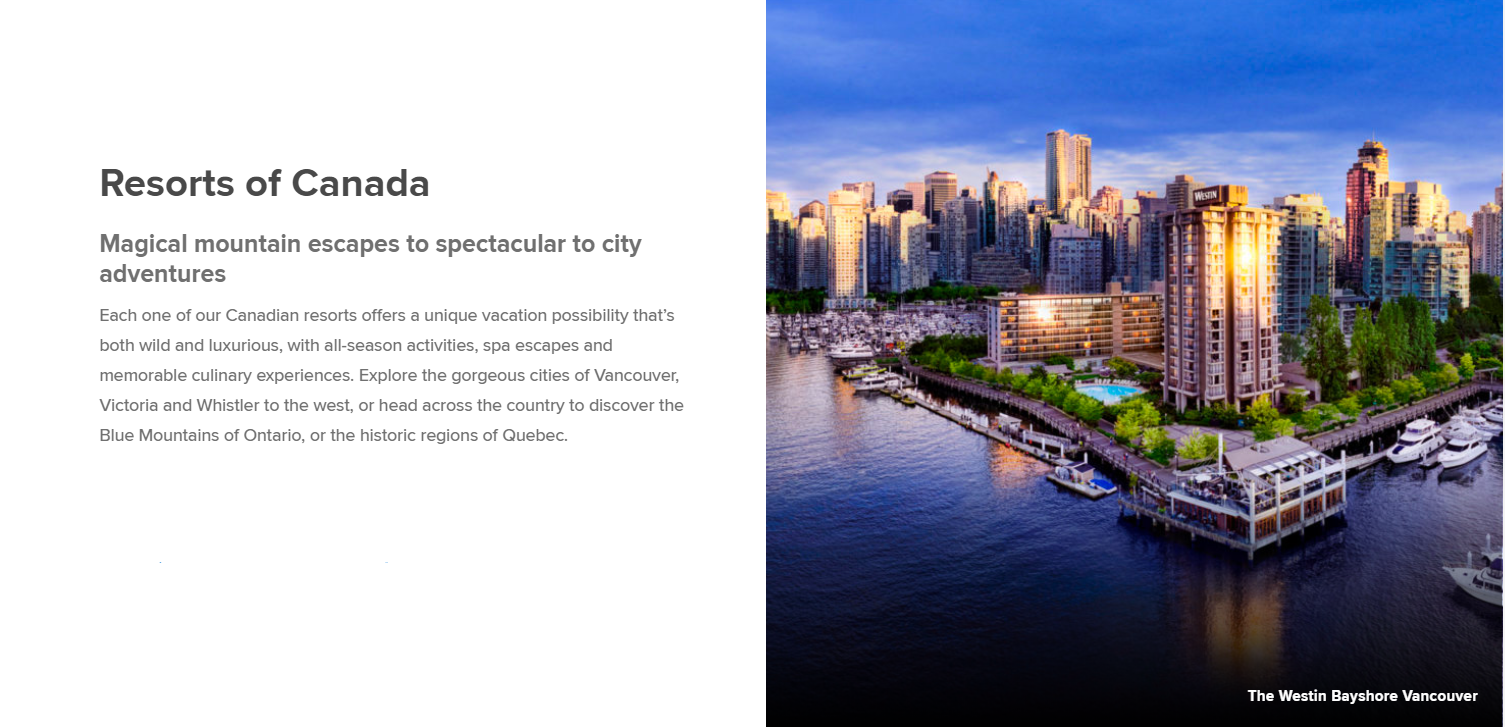 Resorts of Canada
Magical mountain escapes to spectacular to city
adventures
Each one of our Canadian resorts offers a unique vacation possibility that’s
both wild and luxurious, with all-season activities, spa escapes and
memorable culinary experiences. Explore the gorgeous cities of Vancouver,
Victoria and Whistler to the west, or head across the country to discover the
Blue Mountains of Ontario, or the historic regions of Quebec.
WESTIN
The Westin Bayshore Vancouver